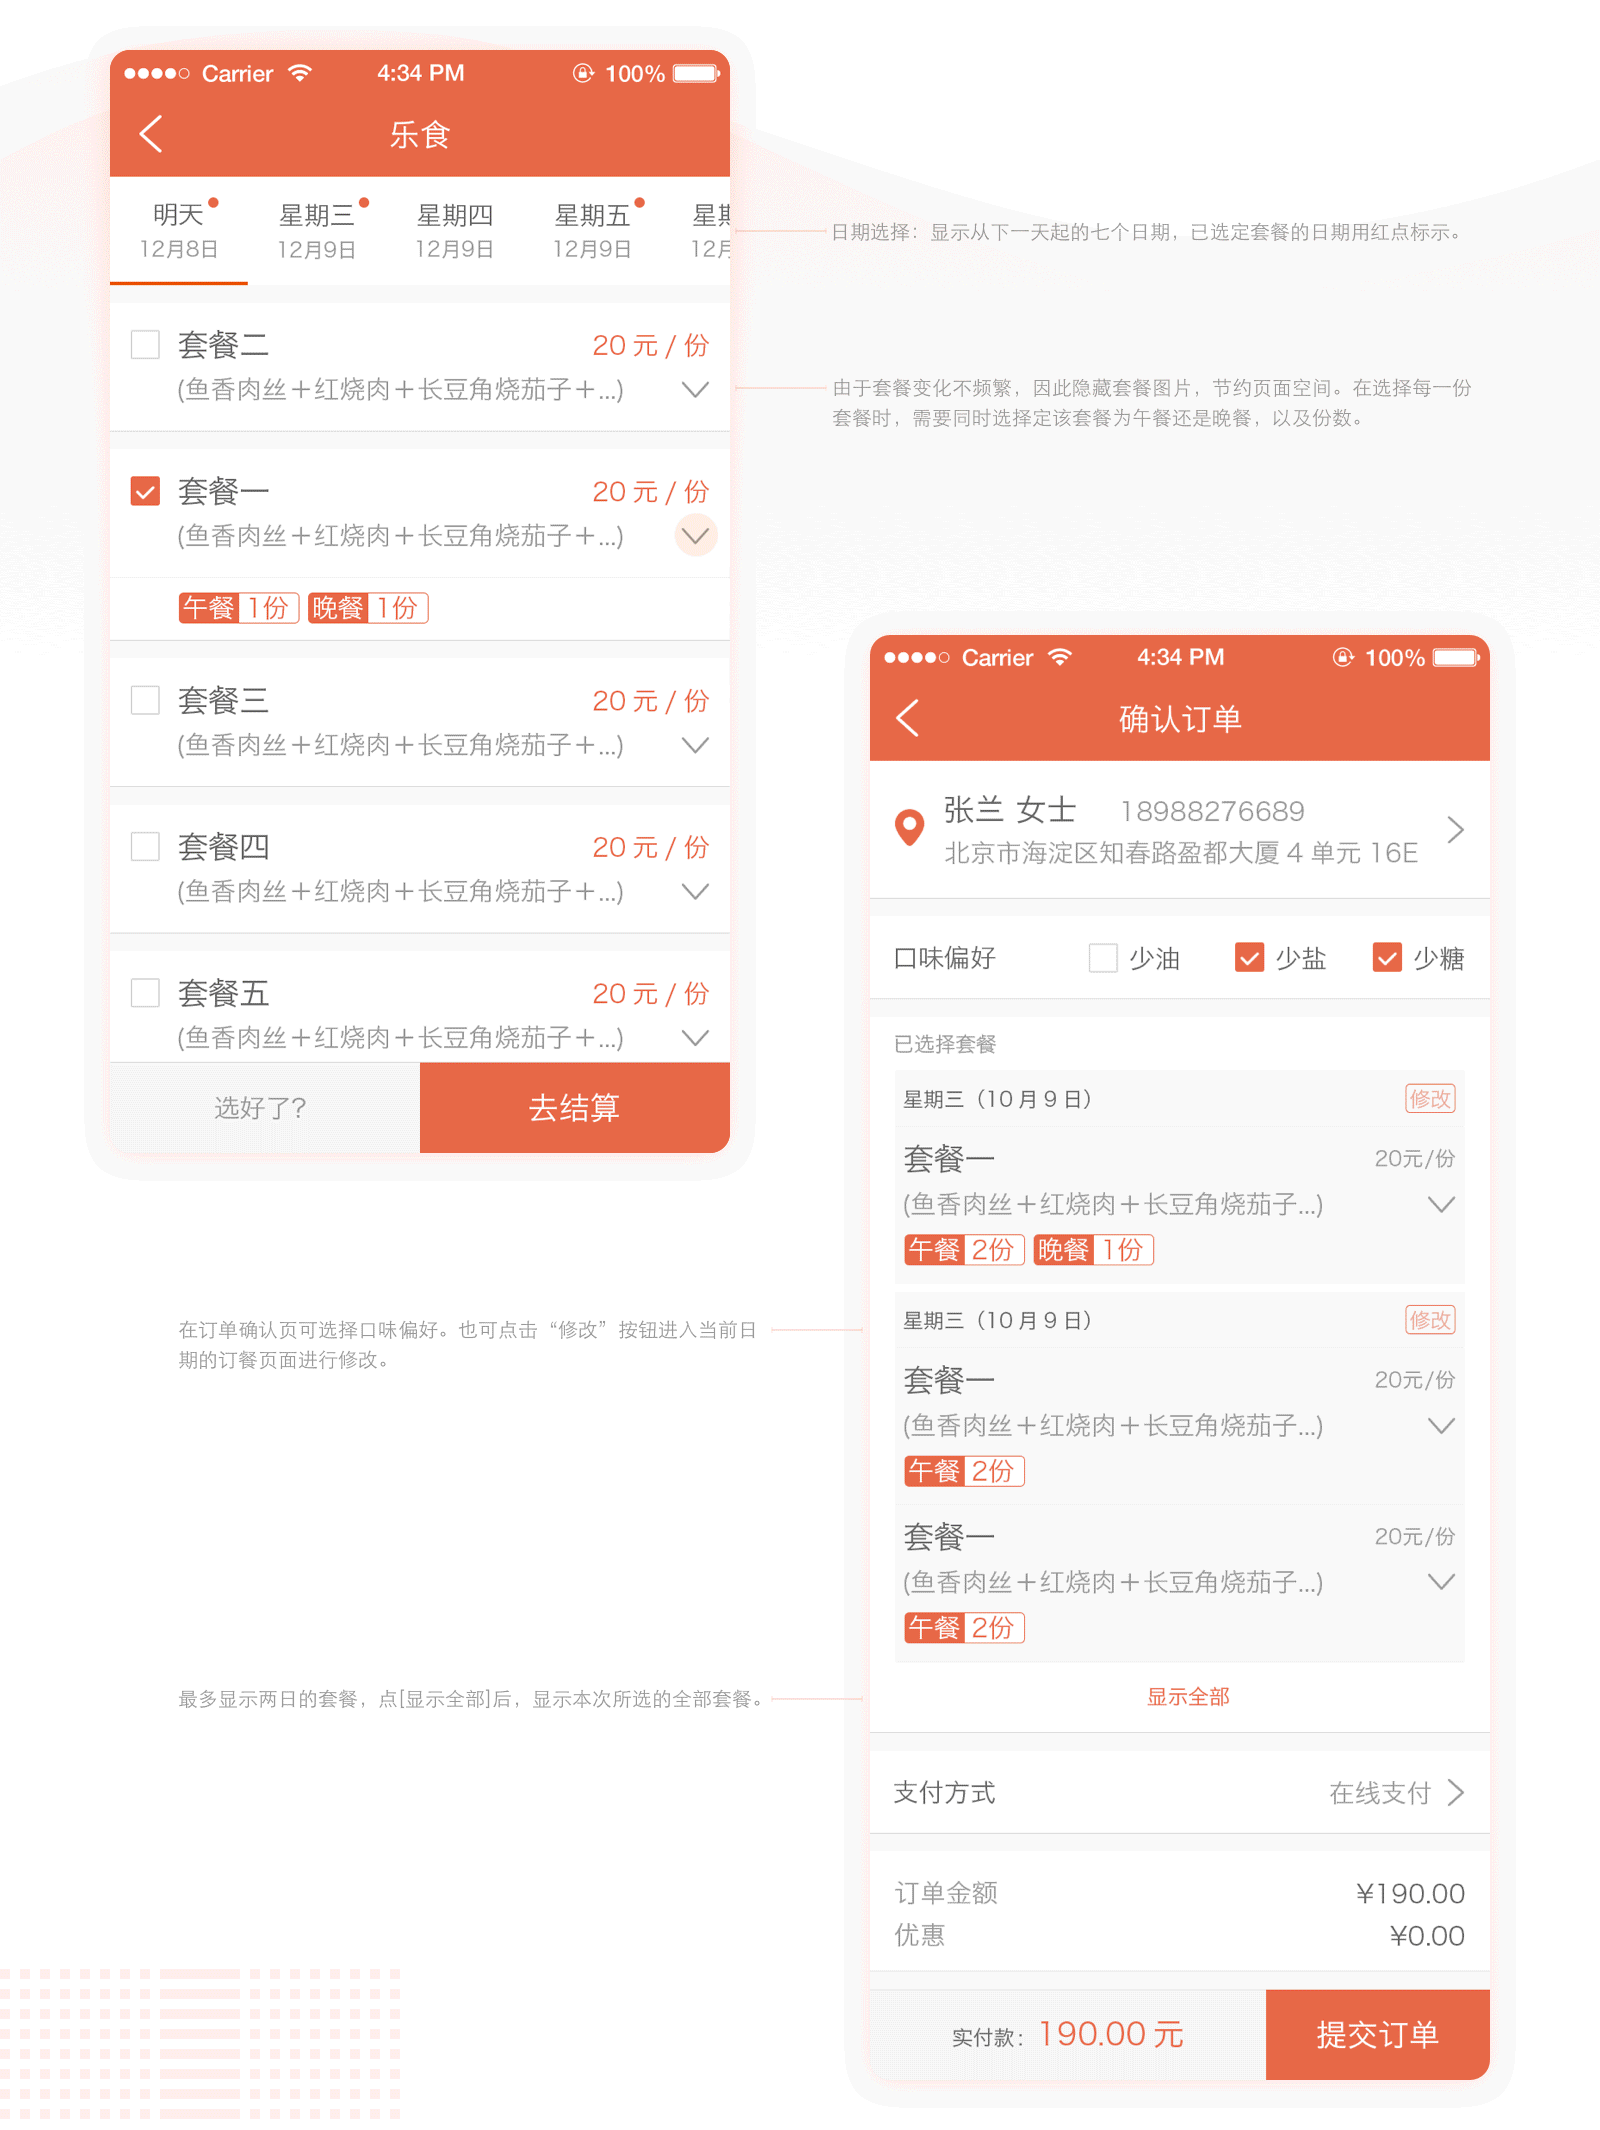 Carrier 4:34 PM 100%
乐食
明天 星期三 星期四 星期五 星期
12月8日 12月9日 12月9日 12月9日 12月
日期选择：显示从下一天起的七个日期，已选定套餐的日期用红点标示。
套餐二 20 元 / 份
(鱼香肉丝＋红烧肉＋长豆角烧茄子＋...)
由于套餐变化不频繁，因此隐藏套餐图片，节约页面空间。在选择每一份
套餐时，需要同时选择定该套餐为午餐还是晚餐，以及份数。
套餐一 20 元 / 份
(鱼香肉丝＋红烧肉＋长豆角烧茄子＋...)
午餐 1份 晚餐 1份
套餐三 20 元 / 份
(鱼香肉丝＋红烧肉＋长豆角烧茄子＋...)
套餐四 20 元 / 份
(鱼香肉丝＋红烧肉＋长豆角烧茄子＋...)
套餐五 20 元 / 份
(鱼香肉丝＋红烧肉＋长豆角烧茄子＋...)
选好了? 去结算
Carrier 4:34 PM 100%
确认订单
张兰 女士 18988276689
北京市海淀区知春路盈都大厦 4 单元 16E
口味偏好 少油 少盐 少糖
已选择套餐
星期三（10 月 9 日） 修改
套餐一 20元/份
(鱼香肉丝＋红烧肉＋长豆角烧茄子...)
午餐 2份 晚餐 1份
星期三（10 月 9 日） 修改
套餐一 20元/份
(鱼香肉丝＋红烧肉＋长豆角烧茄子...)
午餐 2份
套餐一 20元/份
(鱼香肉丝＋红烧肉＋长豆角烧茄子...)
午餐 2份
显示全部
在订单确认页可选择口味偏好。也可点击“修改”按钮进入当前日
期的订餐页面进行修改。
最多显示两日的套餐，点[显示全部]后，显示本次所选的全部套餐。
支付方式 在线支付
订单金额 ¥190.00
优惠 ¥0.00
实付款：190.00 元 提交订单